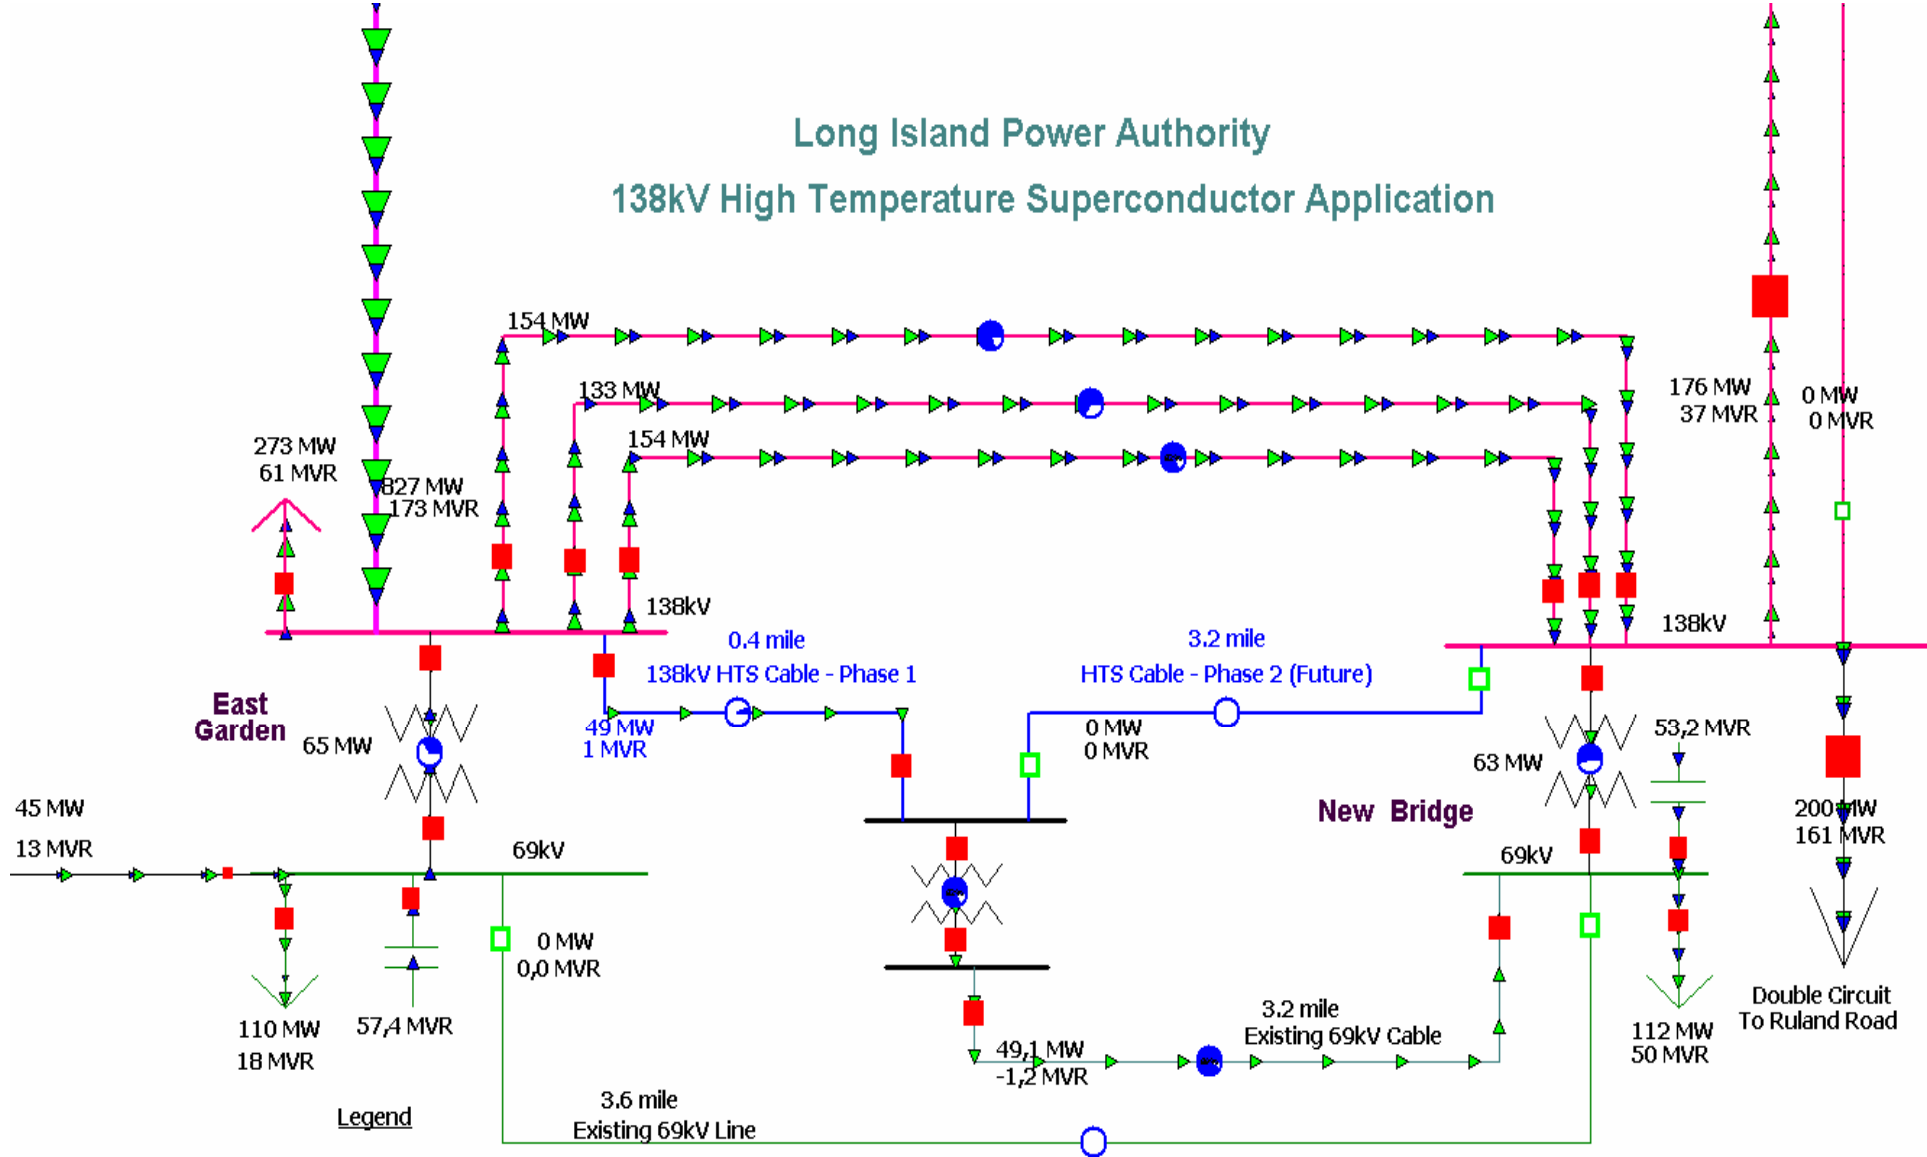 Long Island Power Authority
138kV High Temperature Superconductor Application
154 MW
133 MW
154 MW
176 MW
37 MVR
0 MW
0 MVR
273 MW
61 MVR
827 MW
173 MVR
138kV
138kV
0.4 mile
138kV HTS Cable - Phase 1
3.2 mile
HTS Cable - Phase 2 (Future)
East
Garden
65 MW
49 MW
1 MVR
0 MW
0 MVR
63 MW
53,2 MVR
New Bridge
45 MW
13 MVR
69kV
69kV
200 MW
161 MVR
0 MW
0,0 MVR
110 MW
18 MVR
57,4 MVR
3.2 mile
Existing 69kV Cable
49,1 MW
-1,2 MVR
112 MW
50 MVR
Double Circuit
To Ruland Road
Legend
3.6 mile
Existing 69kV Line